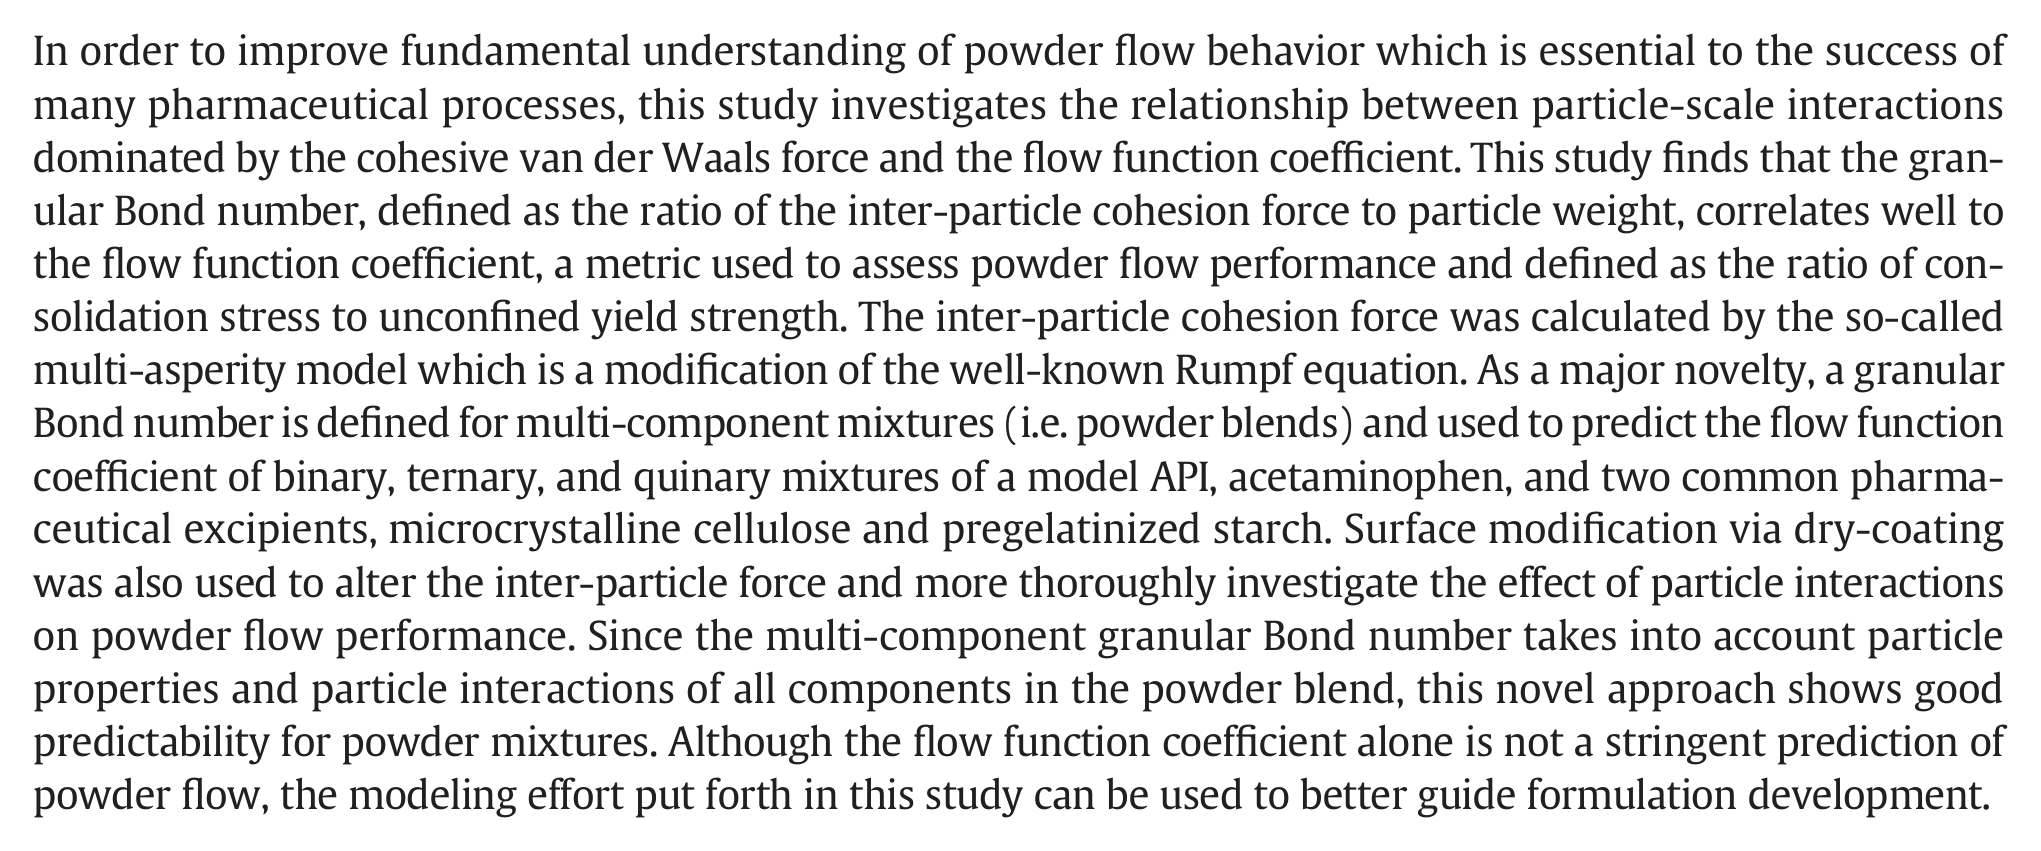 In order to improve fundamental understanding of powder flow behavior which is essential to the success of
many pharmaceutical processes, this study investigates the relationship between particle-scale interactions
dominated by the cohesive van der Waals force and the flow function coefficient. This study finds that the gran-
ular Bond number, defined as the ratio of the inter-particle cohesion force to particle weight, correlates well to
the flow function coefficient, a metric used to assess powder flow performance and defined as the ratio of con-
solidation stress to unconfined yield strength. The inter-particle cohesion force was calculated by the so-called
multi-asperity model which is a modification of the well-known Rumpf equation. As a major novelty, a granular
Bond number is defined for multi-component mixtures (i.e. powder blends) and used to predict the flow function
coefficient of binary, ternary, and quinary mixtures of a model API, acetaminophen, and two common pharma-
ceutical excipients, microcrystalline cellulose and pregelatinized starch. Surface modification via dry-coating
was also used to alter the inter-particle force and more thoroughly investigate the effect of particle interactions
on powder flow performance. Since the multi-component granular Bond number takes into account particle
properties and particle interactions of all components in the powder blend, this novel approach shows good
predictability for powder mixtures. Although the flow function coefficient alone is not a stringent prediction of
powder flow, the modeling effort put forth in this study can be used to better guide formulation development.